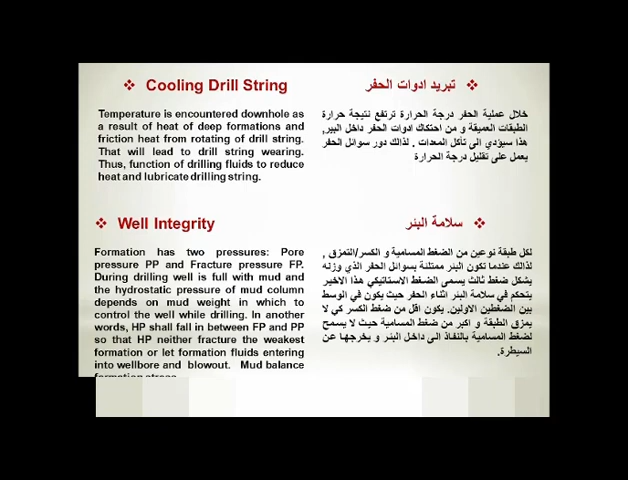 ❖ Cooling Drill String
Temperature is encountered downhole as
a result of heat of deep formations and
friction heat from rotating of drill string.
That will lead to drill string wearing.
Thus, function of drilling fluids to reduce
heat and lubricate drilling string.
❖ تبريد ادوات الحفر
خلال عملية الحفر درجة الحرارة ترتفع نتيجة حرارة
الطبقات العميقة و من احتكاك ادوات الحفر داخل البير,
هذا سيؤدي الى تأكل المعدات . لذالك دور سوائل الحفر
يعمل على تقليل درجة الحرارة
❖ Well Integrity
Formation has two pressures: Pore
pressure PP and Fracture pressure FP.
During drilling well is full with mud and
the hydrostatic pressure of mud column
depends on mud weight in which to
control the well while drilling. In another
words, HP shall fall in between FP and PP
so that HP neither fracture the weakest
formation or let formation fluids entering
into wellbore and blowout. Mud balance
formation stress
❖ سلامة البئر
لكل طبقة نوعين من الضغط المسامية و الكسر/التمزق ,
لذالك عندما تكون البئر ممتلئة بسوائل الحفر الذي وزنه
يشكل ضغط ثالث يسمى الضغط الاستاتيكي هذا الاخير
يتحكم في سلامة البئر اثناء الحفر حيث يكون في الوسط
بين الضغطين الاولين. يكون أقل من ضغط الكسر كي لا
يمزق الطبقة و اكبر من ضغط المسامية حيث لا يسمح
لضغط المسامية بالنفاذ الى داخل البئر و يخرجها عن
السيطرة.